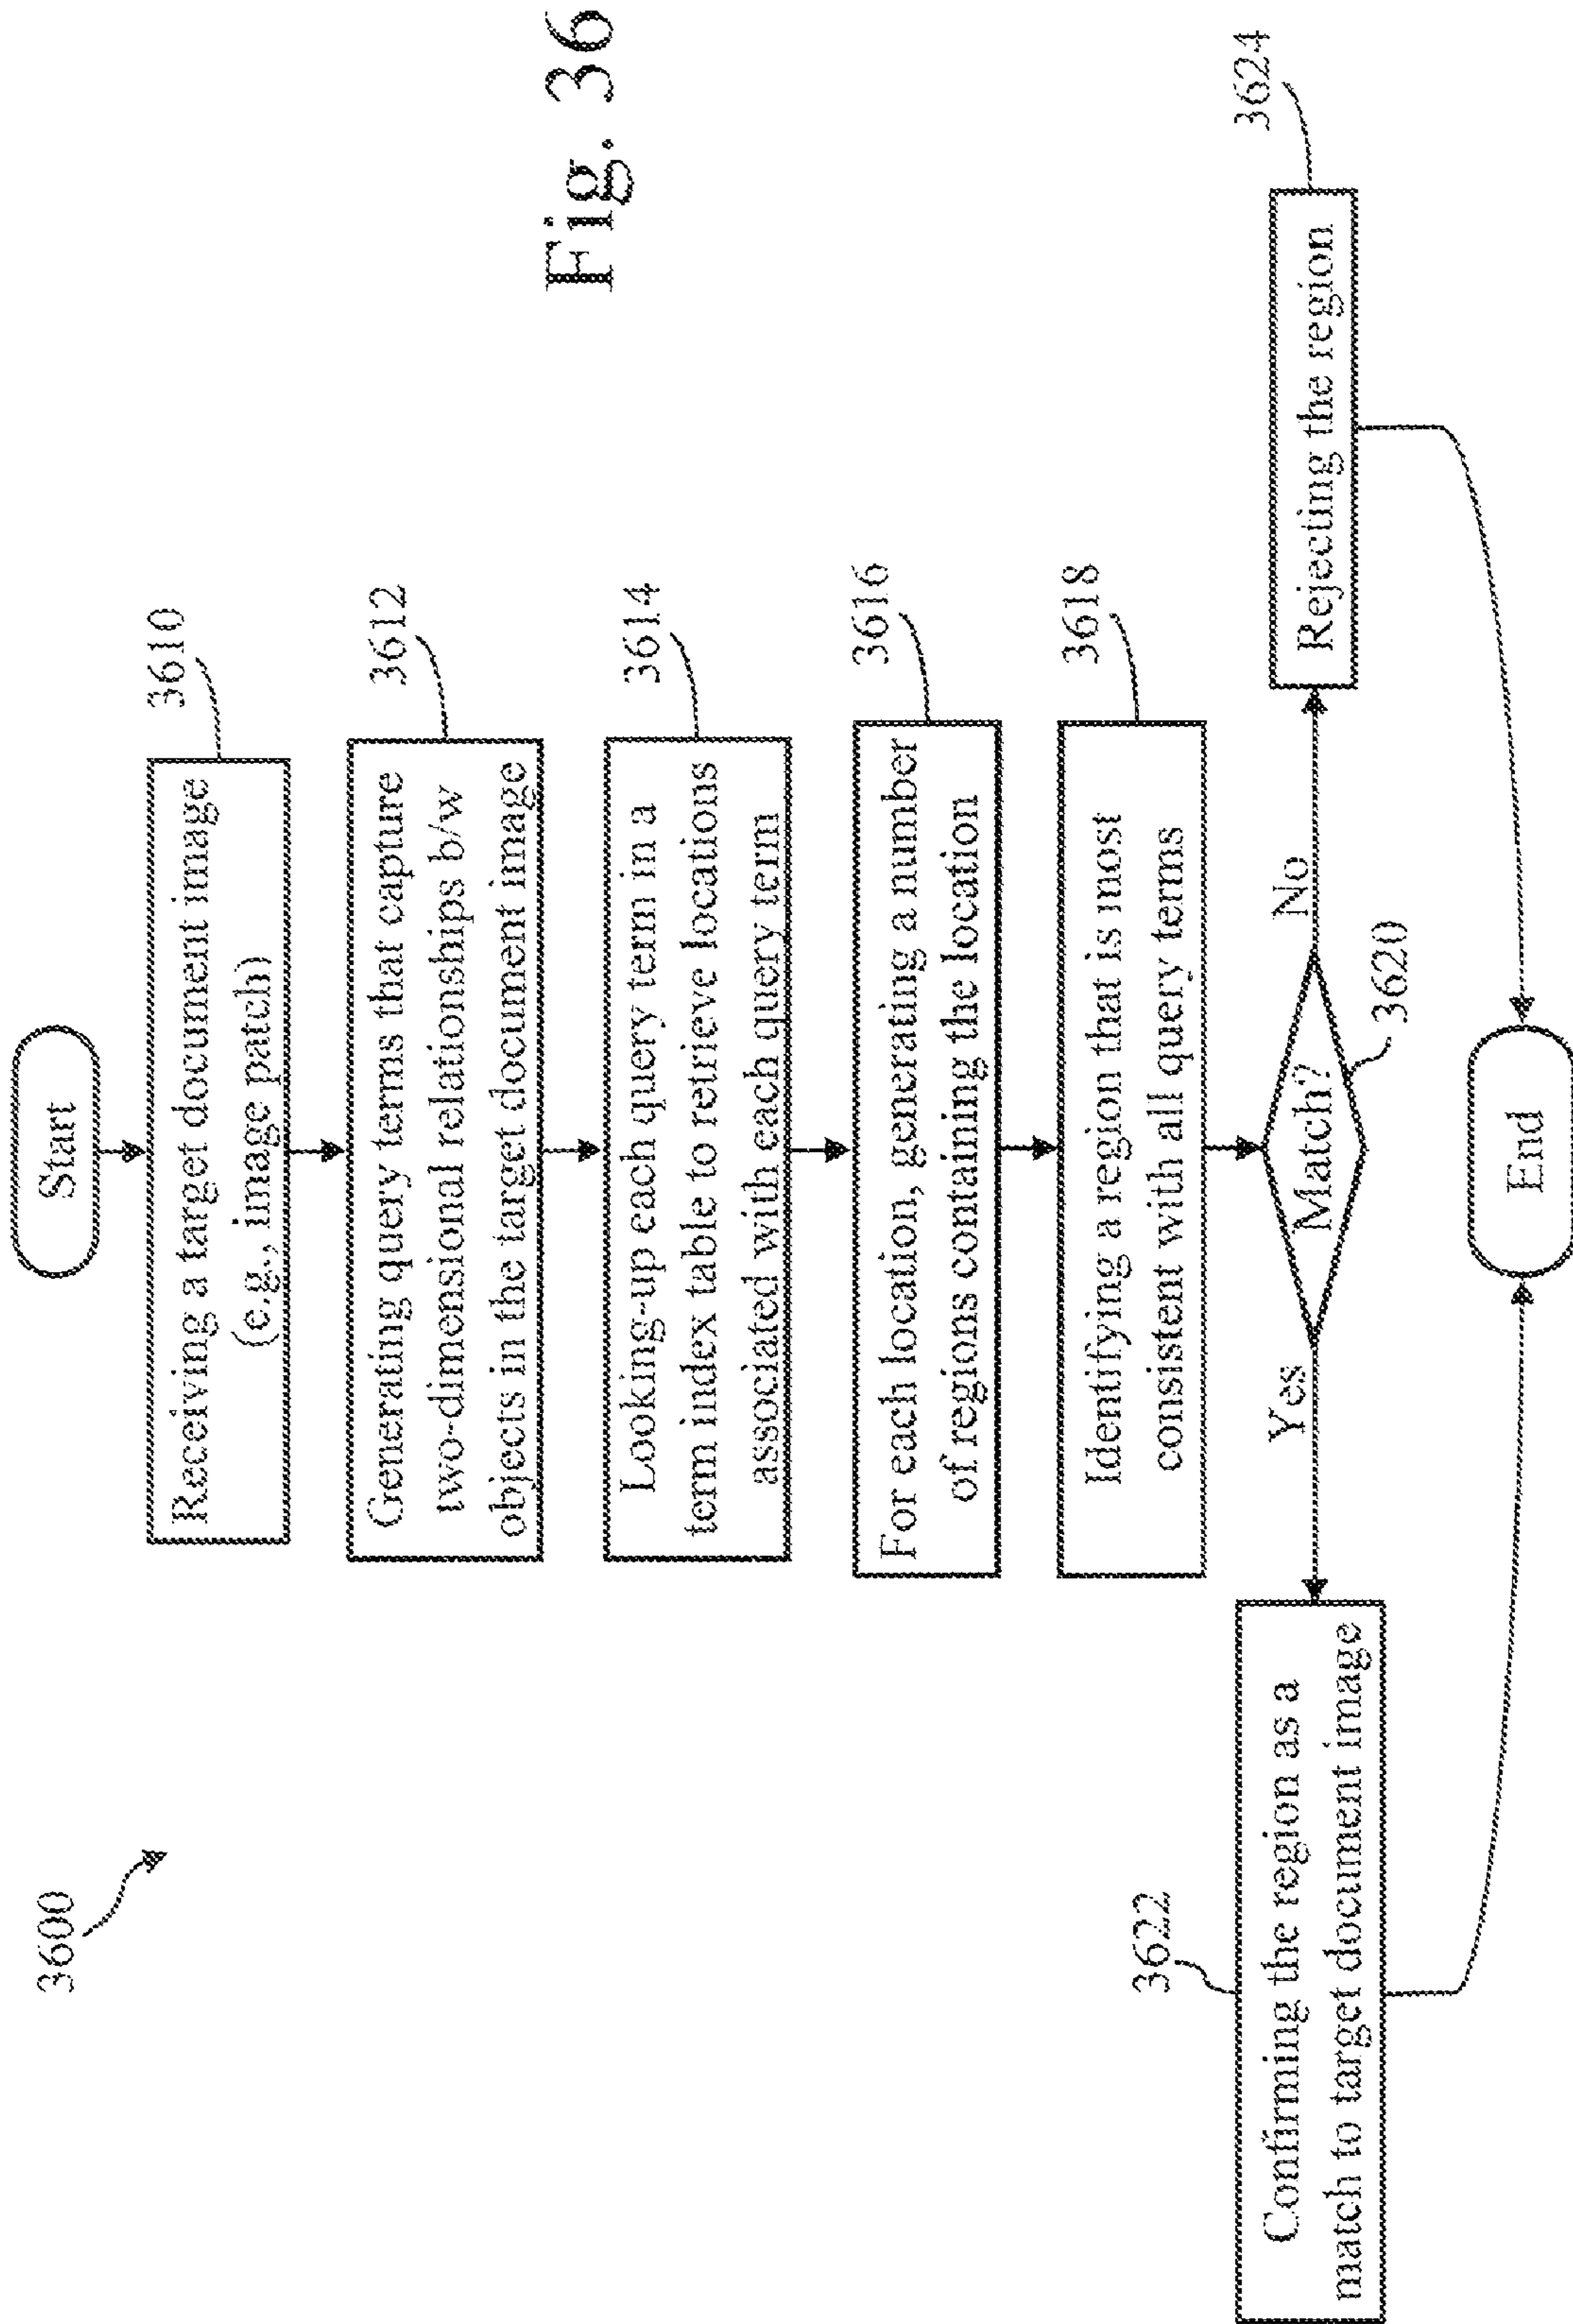 3600
Start
3610
Receiving a target document image
(e.g., image patch)
3612
Generating query terms that capture
two-dimensional relationships b/w
objects in the target document image
3614
Looking-up each query term in a
term index table to retrieve locations
associated with each query term
3616
For each location, generating a number
of regions containing the location
3618
Identifying a region that is most
consistent with all query terms
Yes
Match?
No
3620
3622
Confirming the region as a
match to target document image
3624
Rejecting the region
End
Fig. 36